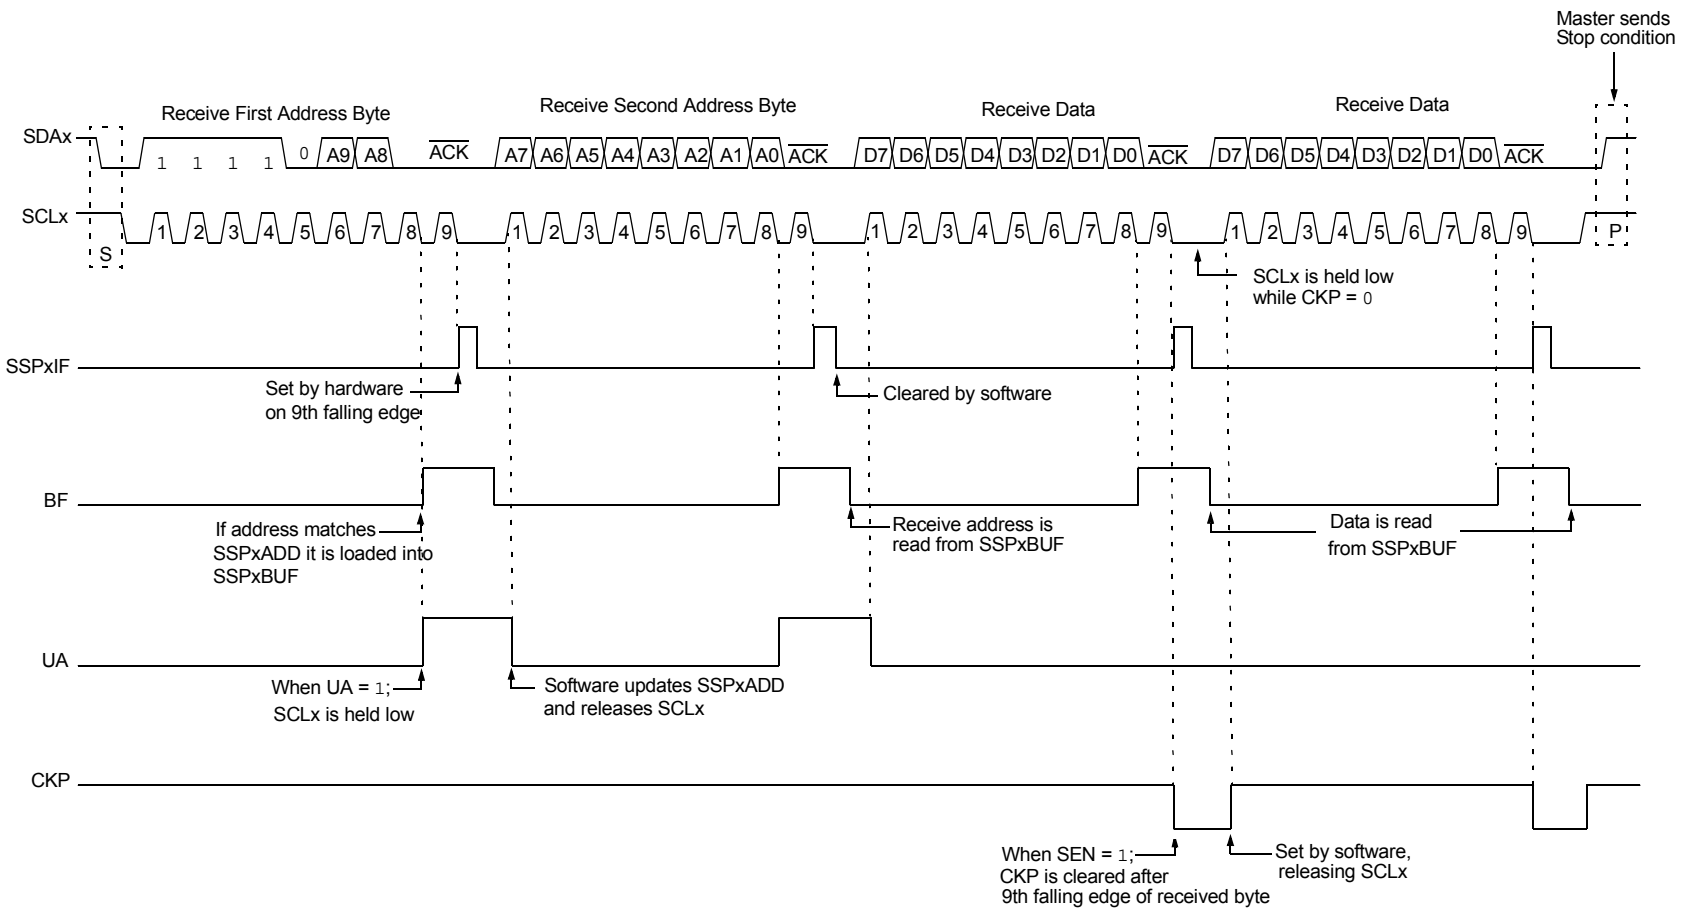 Master sends
Stop condition
Receive First Address Byte
Receive Second Address Byte
Receive Data
Receive Data
SDAx
1 1 1 1 0 A9 A8 ACK A7 A6 A5 A4 A3 A2 A1 A0 ACK D7 D6 D5 D4 D3 D2 D1 D0 ACK D7 D6 D5 D4 D3 D2 D1 D0 ACK
SCLx
S 1 2 3 4 5 6 7 8 9 1 2 3 4 5 6 7 8 9 1 2 3 4 5 6 7 8 9 1 2 3 4 5 6 7 8 9 P
SCLx is held low
while CKP = 0
SSPxIF
Set by hardware
on 9th falling edge
Cleared by software
BF
If address matches
SSPxADD it is loaded into
SSPxBUF
Receive address is
read from SSPxBUF
Data is read
from SSPxBUF
UA
When UA = 1;
SCLx is held low
Software updates SSPxADD
and releases SCLx
CKP
When SEN = 1;
CKP is cleared after
9th falling edge of received byte
Set by software,
releasing SCLx